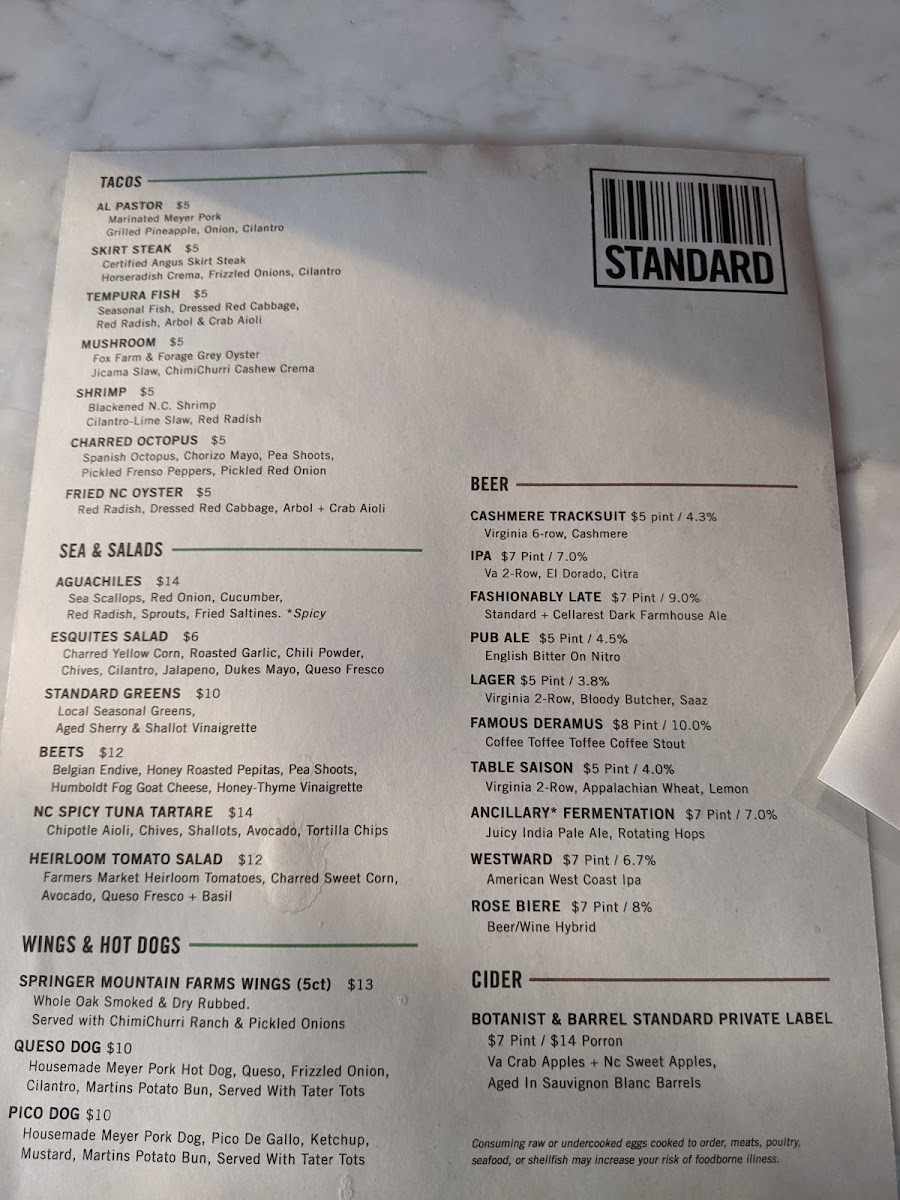 TACOS
AL PASTOR $5
Marinated Meyer Pork
Grilled Pineapple, Onion, Cilantro
SKIRT STEAK $5
Certified Angus Skirt Steak
Horseradish Crema, Frizzled Onions, Cilantro
TEMPURA FISH $5
Seasonal Fish, Dressed Red Cabbage,
Red Radish, Arbol & Crab Aioli
MUSHROOM $5
Fox Farm & Forage Grey Oyster
Jicama Slaw, ChimiChurri Cashew Crema
SHRIMP $5
Blackened N.C. Shrimp
Cilantro-Lime Slaw, Red Radish
CHARRED OCTOPUS $5
Spanish Octopus, Chorizo Mayo, Pea Shoots,
Pickled Frenso Peppers, Pickled Red Onion
FRIED NC OYSTER $5
Red Radish, Dressed Red Cabbage, Arbol + Crab Aioli
SEA & SALADS
AGUACHILES $14
Sea Scallops, Red Onion, Cucumber,
Red Radish, Sprouts, Fried Saltines. *Spicy
ESQUITES SALAD $6
Charred Yellow Corn, Roasted Garlic, Chili Powder,
Chives, Cilantro, Jalapeno, Dukes Mayo, Queso Fresco
STANDARD GREENS $10
Local Seasonal Greens,
Aged Sherry & Shallot Vinaigrette
BEETS $12
Belgian Endive, Honey Roasted Pepitas, Pea Shoots,
Humboldt Fog Goat Cheese, Honey-Thyme Vinaigrette
NC SPICY TUNA TARTARE $14
Chipotle Aioli, Chives, Shallots, Avocado, Tortilla Chips
HEIRLOOM TOMATO SALAD $12
Farmers Market Heirloom Tomatoes, Charred Sweet Corn,
Avocado, Queso Fresco + Basil
WINGS & HOT DOGS
SPRINGER MOUNTAIN FARMS WINGS (5ct) $13
Whole Oak Smoked & Dry Rubbed.
Served with ChimiChurri Ranch & Pickled Onions
QUESO DOG $10
Housemade Meyer Pork Hot Dog, Queso, Frizzled Onion,
Cilantro, Martins Potato Bun, Served With Tater Tots
PICO DOG $10
Housemade Meyer Pork Dog, Pico De Gallo, Ketchup,
Mustard, Martins Potato Bun, Served With Tater Tots
STANDARD
BEER
CASHMERE TRACKSUIT $5 pint / 4.3%
Virginia 6-row, Cashmere
IPA $7 Pint / 7.0%
Va 2-Row, El Dorado, Citra
FASHIONABLY LATE $7 Pint / 9.0%
Standard + Cellarest Dark Farmhouse Ale
PUB ALE $5 Pint / 4.5%
English Bitter On Nitro
LAGER $5 Pint / 3.8%
Virginia 2-Row, Bloody Butcher, Saaz
FAMOUS DERAMUS $8 Pint / 10.0%
Coffee Toffee Toffee Coffee Stout
TABLE SAISON $5 Pint / 4.0%
Virginia 2-Row, Appalachian Wheat, Lemon
ANCILLARY* FERMENTATION $7 Pint / 7.0%
Juicy India Pale Ale, Rotating Hops
WESTWARD $7 Pint / 6.7%
American West Coast Ipa
ROSE BIERE $7 Pint / 8%
Beer/Wine Hybrid
CIDER
BOTANIST & BARREL STANDARD PRIVATE LABEL
$7 Pint / $14 Porron
Va Crab Apples + Nc Sweet Apples,
Aged In Sauvignon Blanc Barrels
Consuming raw or undercooked eggs cooked to order, meats, poultry,
seafood, or shellfish may increase your risk of foodborne illness.